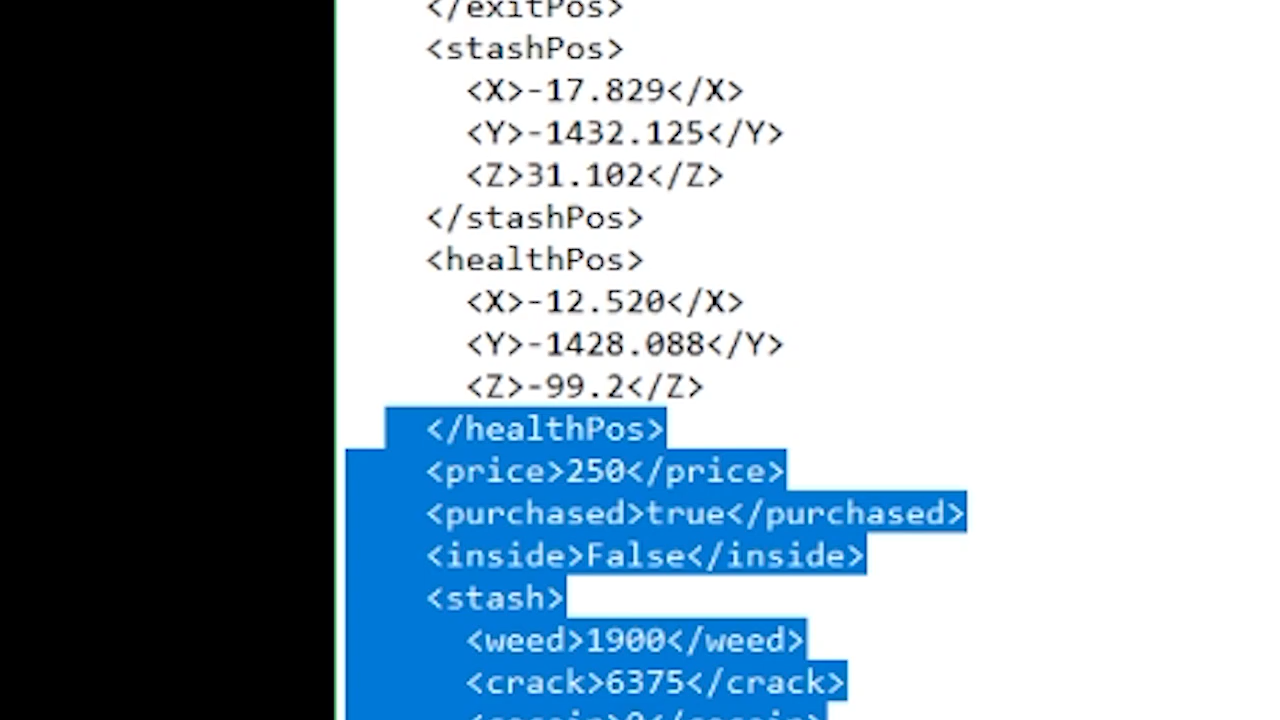 </exitPos>
<stashPos>
<X>-17.829</X>
<Y>-1432.125</Y>
<Z>31.102</Z>
</stashPos>
<healthPos>
<X>-12.520</X>
<Y>-1428.088</Y>
<Z>-99.2</Z>
</healthPos>
<price>250</price>
<purchased>true</purchased>
<inside>False</inside>
<stash>
<weed>1900</weed>
<crack>6375</crack>